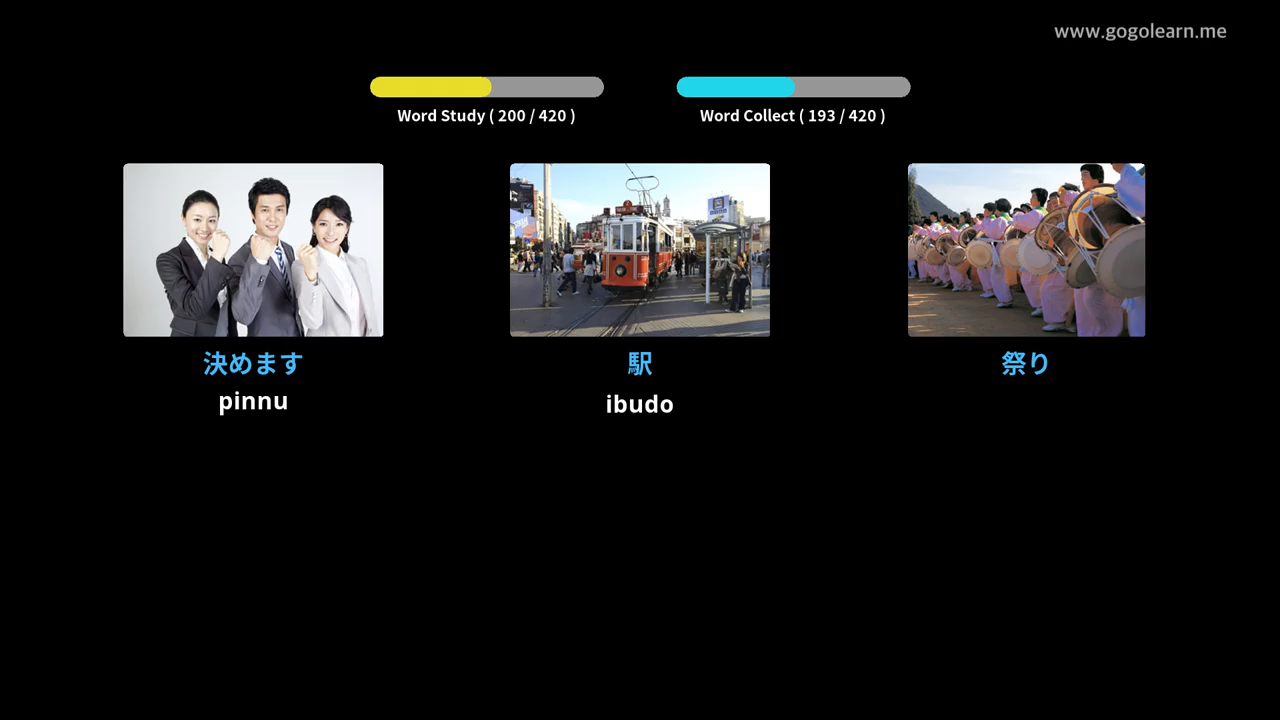 www.gogolearn.me
Word Study ( 200 / 420 )
Word Collect ( 193 / 420 )
決めます
駅
祭り
pinnu
ibudo